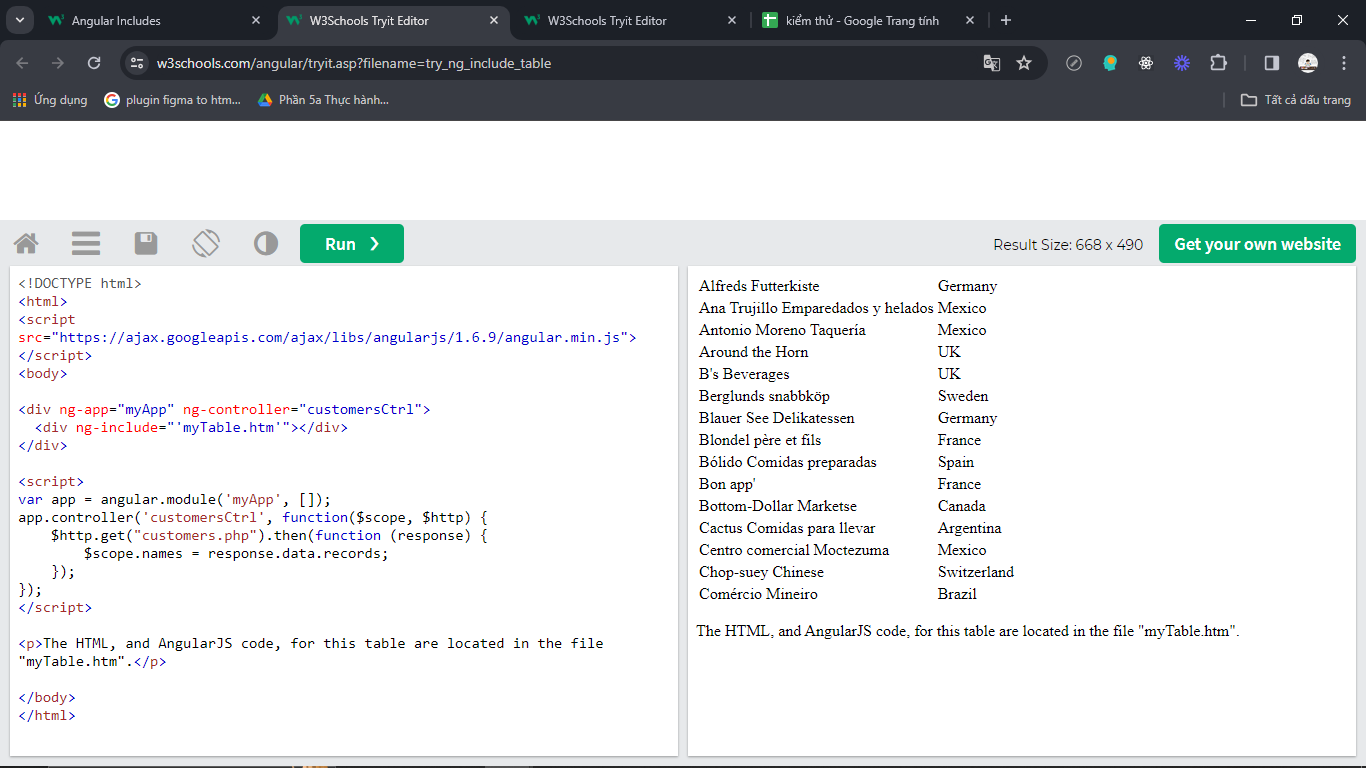 Angular Includes
W3Schools Tryit Editor
W3Schools Tryit Editor
kiểm thử - Google Trang tính
w3schools.com/angular/tryit.asp?filename=try_ng_include_table
Ứng dụng
plugin figma to htm...
Phần 5a Thực hành...
Tất cả dấu trang
Run ❯
Result Size: 668 x 490
Get your own website
<!DOCTYPE html>
<html>
<script
src="https://ajax.googleapis.com/ajax/libs/angularjs/1.6.9/angular.min.js">
</script>
<body>
<div ng-app="myApp" ng-controller="customersCtrl">
<div ng-include="'myTable.htm'"></div>
</div>
<script>
var app = angular.module('myApp', []);
app.controller('customersCtrl', function($scope, $http) {
$http.get("customers.php").then(function (response) {
$scope.names = response.data.records;
});
});
</script>
<p>The HTML, and AngularJS code, for this table are located in the file
"myTable.htm".</p>
</body>
</html>
Alfreds Futterkiste Germany
Ana Trujillo Emparedados y helados Mexico
Antonio Moreno Taquería Mexico
Around the Horn UK
B's Beverages UK
Berglunds snabbköp Sweden
Blauer See Delikatessen Germany
Blondel père et fils France
Bólido Comidas preparadas Spain
Bon app' France
Bottom-Dollar Marketse Canada
Cactus Comidas para llevar Argentina
Centro comercial Moctezuma Mexico
Chop-suey Chinese Switzerland
Comércio Mineiro Brazil
The HTML, and AngularJS code, for this table are located in the file "myTable.htm".